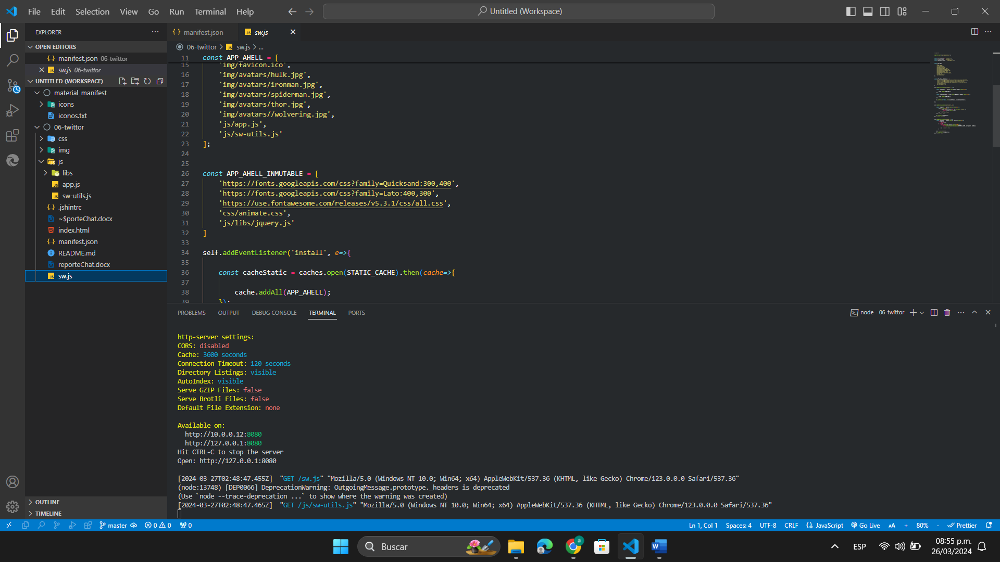 File Edit Selection View Go Run Terminal Help
Untitled (Workspace)
EXPLORER
OPEN EDITORS
manifest.json 06-twittor
sw.js 06-twittor
UNTITLED (WORKSPACE)
material_manifest
icons
iconos.txt
06-twittor
css
img
js
libs
app.js
sw-utils.js
.jshintrc
~$porteChat.docx
index.html
manifest.json
README.md
reporteChat.docx
sw.js
OUTLINE
TIMELINE
manifest.json
sw.js
06-twittor > sw.js > ...
11 const APP_AHELL = [
15 'img/favicon.ico',
16 'img/avatars/hulk.jpg',
17 'img/avatars/ironman.jpg',
18 'img/avatars/spiderman.jpg',
19 'img/avatars/thor.jpg',
20 'img/avatars//wolvering.jpg',
21 'js/app.js',
22 'js/sw-utils.js'
23 ];
24
25
26 const APP_AHELL_INMUTABLE = [
27 'https://fonts.googleapis.com/css?family=Quicksand:300,400',
28 'https://fonts.googleapis.com/css?family=Lato:400,300',
29 'https://use.fontawesome.com/releases/v5.3.1/css/all.css',
30 'css/animate.css',
31 'js/libs/jquery.js'
32 ]
33
34 self.addEventListener('install', e=>{
35
36 const cacheStatic = caches.open(STATIC_CACHE).then(cache=>{
37
38 cache.addAll(APP_AHELL);
39 });
PROBLEMS OUTPUT DEBUG CONSOLE TERMINAL PORTS
node - 06-twittor
http-server settings:
CORS: disabled
Cache: 3600 seconds
Connection Timeout: 120 seconds
Directory Listings: visible
AutoIndex: visible
Serve GZIP Files: false
Serve Brotli Files: false
Default File Extension: none
Available on:
http://10.0.0.12:8080
http://127.0.0.1:8080
Hit CTRL-C to stop the server
Open: http://127.0.0.1:8080
[2024-03-27T02:48:47.455Z] "GET /sw.js" "Mozilla/5.0 (Windows NT 10.0; Win64; x64) AppleWebKit/537.36 (KHTML, like Gecko) Chrome/123.0.0.0 Safari/537.36"
(node:13748) [DEP0066] DeprecationWarning: OutgoingMessage.prototype._headers is deprecated
(Use `node --trace-deprecation ...` to show where the warning was created)
[2024-03-27T02:48:47.465Z] "GET /js/sw-utils.js" "Mozilla/5.0 (Windows NT 10.0; Win64; x64) AppleWebKit/537.36 (KHTML, like Gecko) Chrome/123.0.0.0 Safari/537.36"
master 0 0 0
Ln 1, Col 1 Spaces: 4 UTF-8 CRLF JavaScript Go Live AA + 80% - Prettier
Buscar
ESP
08:55 p.m.
26/03/2024